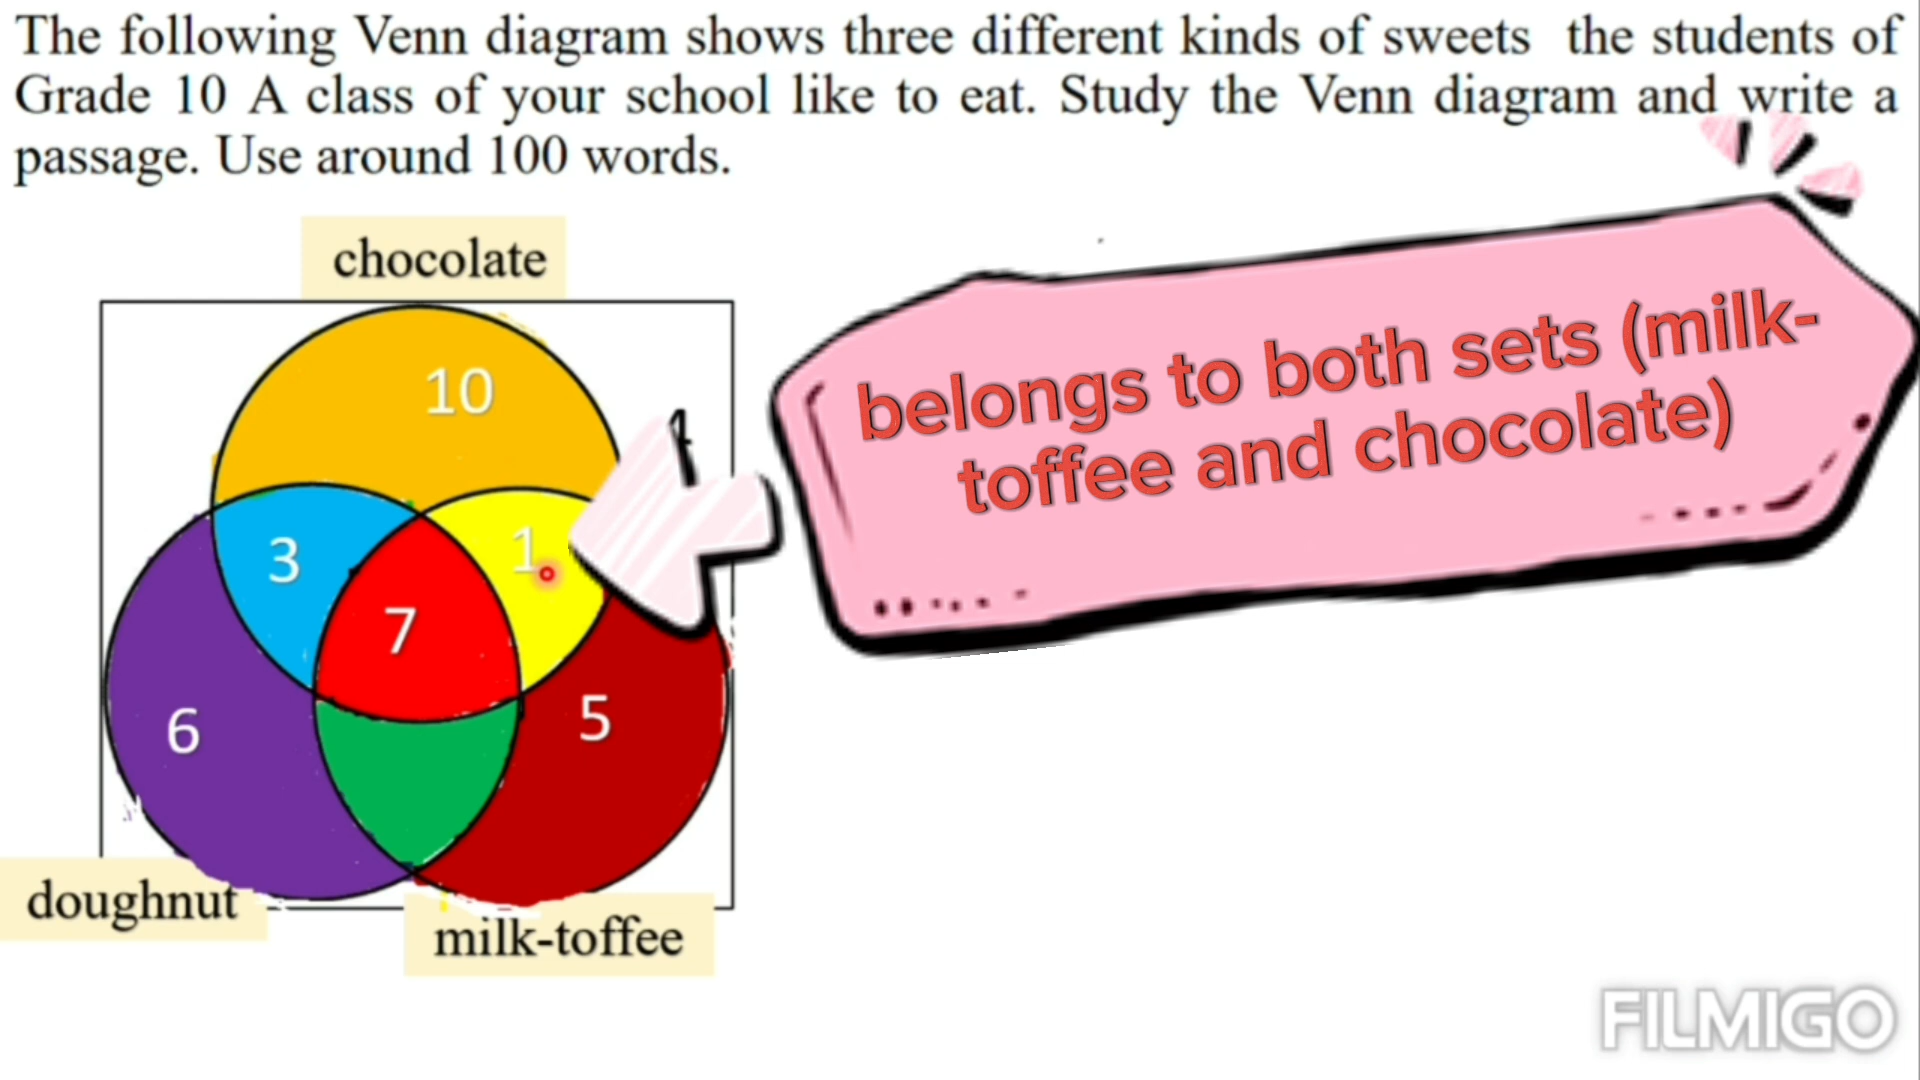 The following Venn diagram shows three different kinds of sweets the students of
Grade 10 A class of your school like to eat. Study the Venn diagram and write a
passage. Use around 100 words.
chocolate
10
4
belongs to both sets (milk-
toffee and chocolate)
3
1
7
6
5
doughnut
milk-toffee
FILMIGO